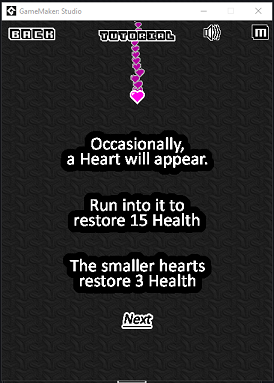 GameMaker: Studio
BACK
TUTORIAL
M
Occasionally,
a Heart will appear.
Run into it to
restore 15 Health
The smaller hearts
restore 3 Health
Next